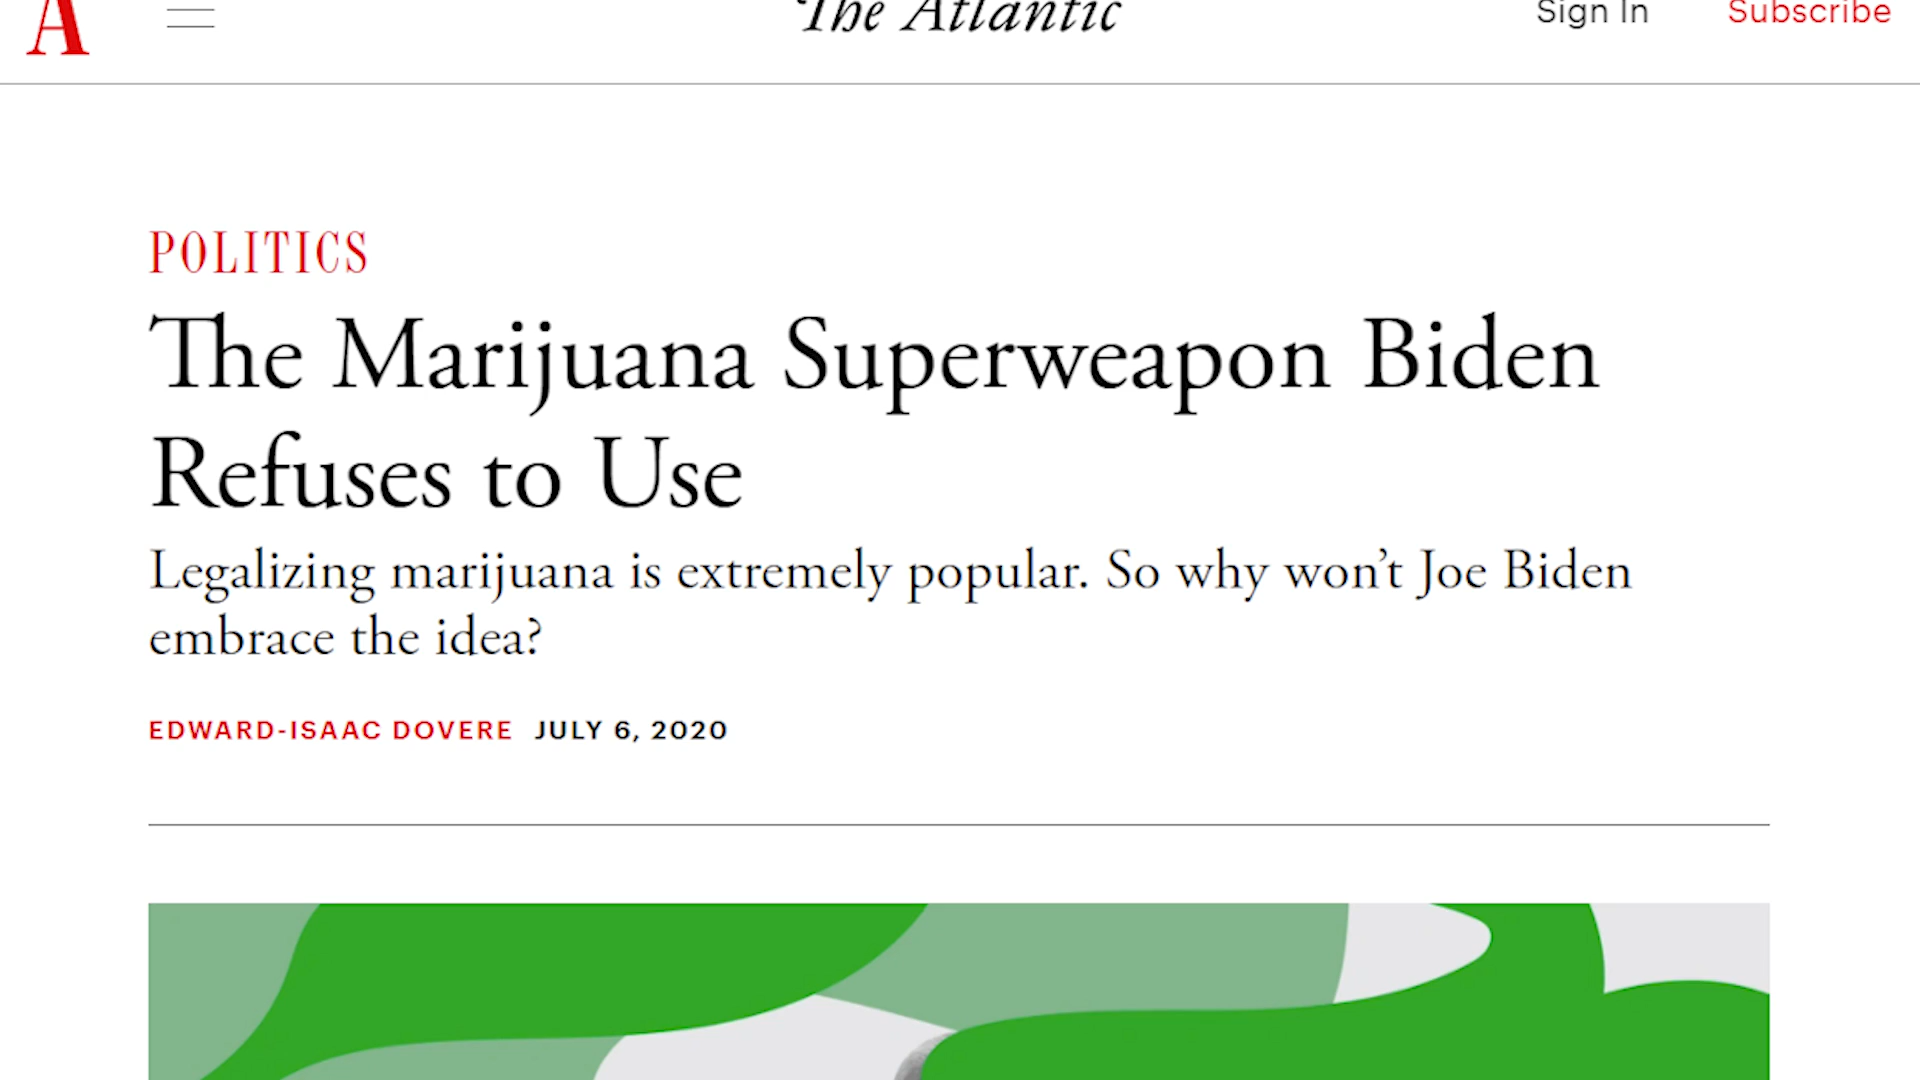 A The Atlantic Sign In Subscribe
POLITICS
The Marijuana Superweapon Biden
Refuses to Use
Legalizing marijuana is extremely popular. So why won’t Joe Biden
embrace the idea?
EDWARD-ISAAC DOVERE JULY 6, 2020